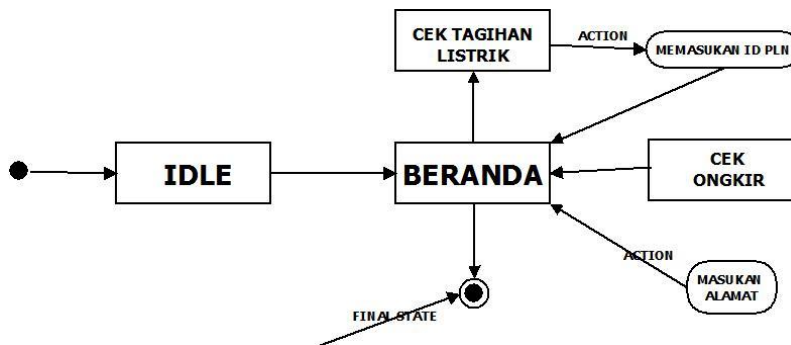 CEK TAGIHAN
LISTRIK
ACTION
MEMASUKAN ID PLN
IDLE
BERANDA
CEK
ONGKIR
ACTION
MASUKAN
ALAMAT
FINAL STATE